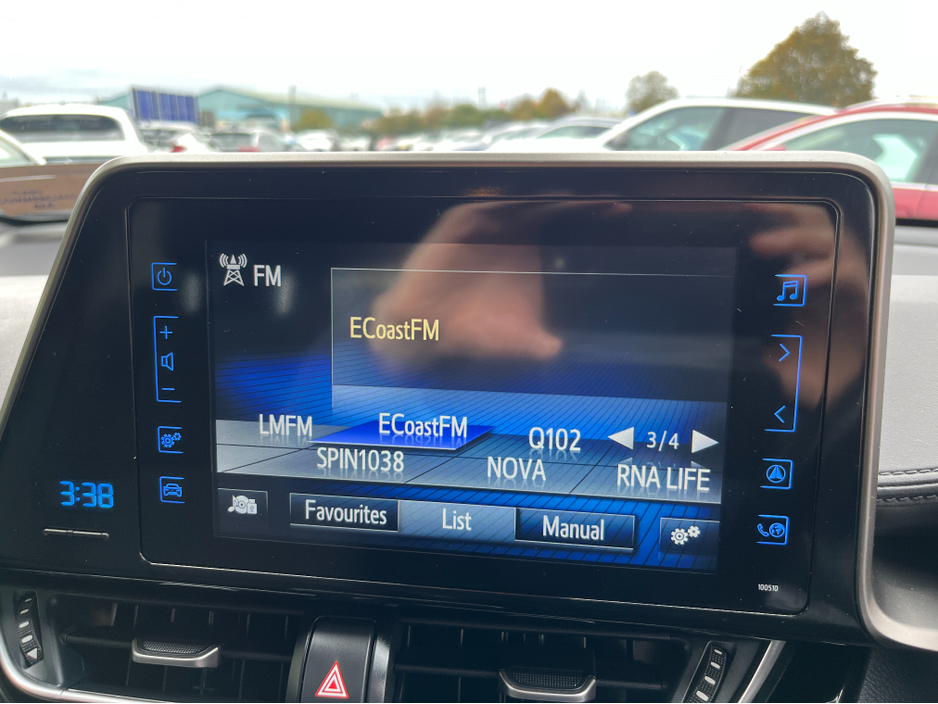 FM
ECoastFM
LMFM ECoastFM Q102 3/4
SPIN1038 NOVA RNA LIFE
3:38
Favourites List Manual
100510